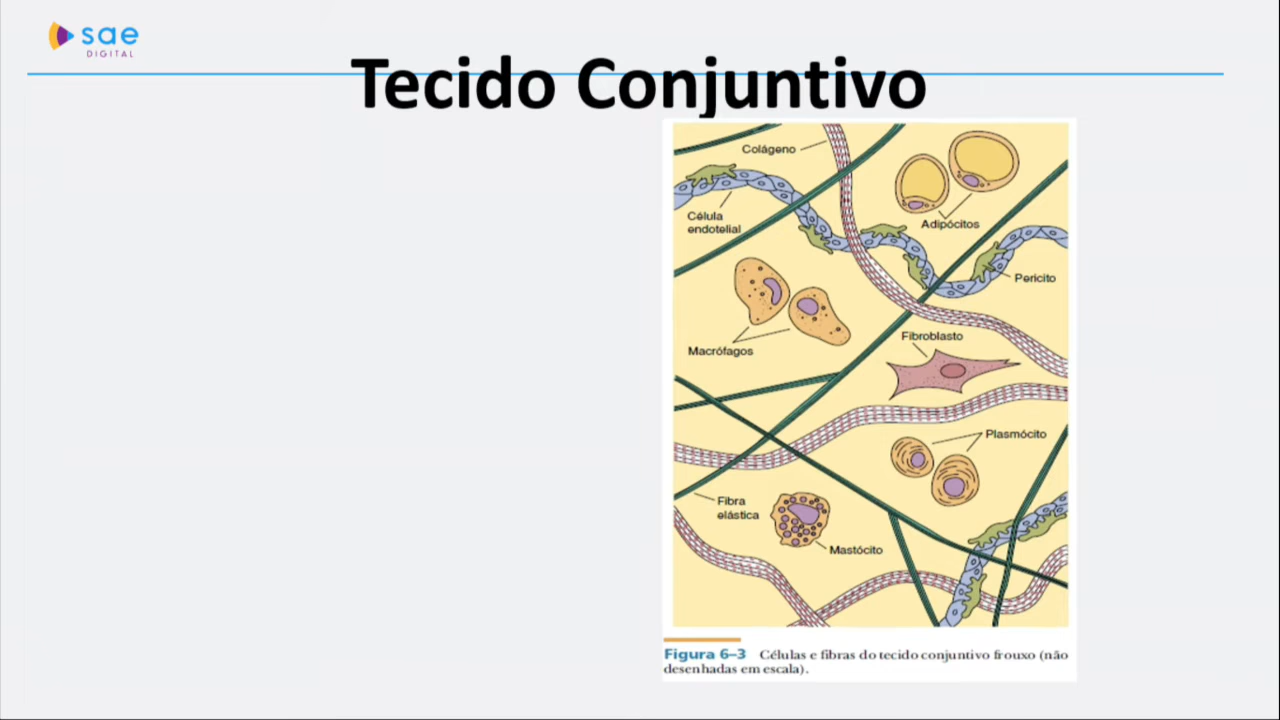 sae
DIGITAL
Tecido Conjuntivo
Colágeno
Célula
endotelial
Adipócitos
Pericito
Macrófagos
Fibroblasto
Plasmócito
Fibra
elástica
Mastócito
Figura 6–3 Células e fibras do tecido conjuntivo frouxo (não
desenhadas em escala).